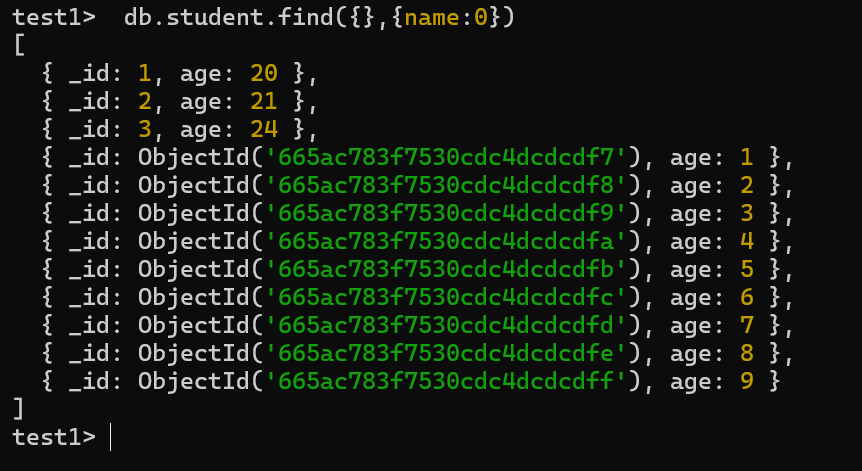 test1>  db.student.find({},{name:0})
[
  { _id: 1, age: 20 },
  { _id: 2, age: 21 },
  { _id: 3, age: 24 },
  { _id: ObjectId('665ac783f7530cdc4dcdcdf7'), age: 1 },
  { _id: ObjectId('665ac783f7530cdc4dcdcdf8'), age: 2 },
  { _id: ObjectId('665ac783f7530cdc4dcdcdf9'), age: 3 },
  { _id: ObjectId('665ac783f7530cdc4dcdcdfa'), age: 4 },
  { _id: ObjectId('665ac783f7530cdc4dcdcdfb'), age: 5 },
  { _id: ObjectId('665ac783f7530cdc4dcdcdfc'), age: 6 },
  { _id: ObjectId('665ac783f7530cdc4dcdcdfd'), age: 7 },
  { _id: ObjectId('665ac783f7530cdc4dcdcdfe'), age: 8 },
  { _id: ObjectId('665ac783f7530cdc4dcdcdff'), age: 9 }
]
test1>